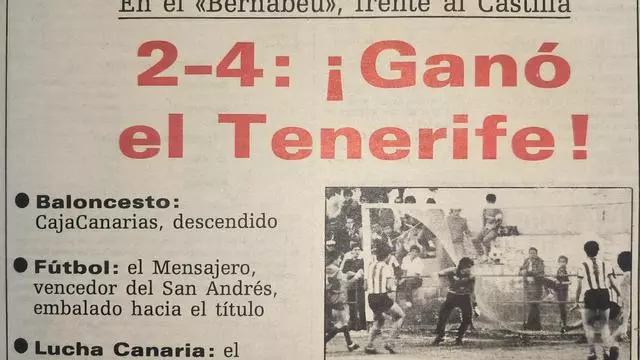 En el «Bernabéu», frente al Castilla
2-4: ¡Ganó
el Tenerife!
● Baloncesto:
CajaCanarias, descendido
● Fútbol: el Mensajero,
vencedor del San Andrés,
embalado hacia el título
● Lucha Canaria: el